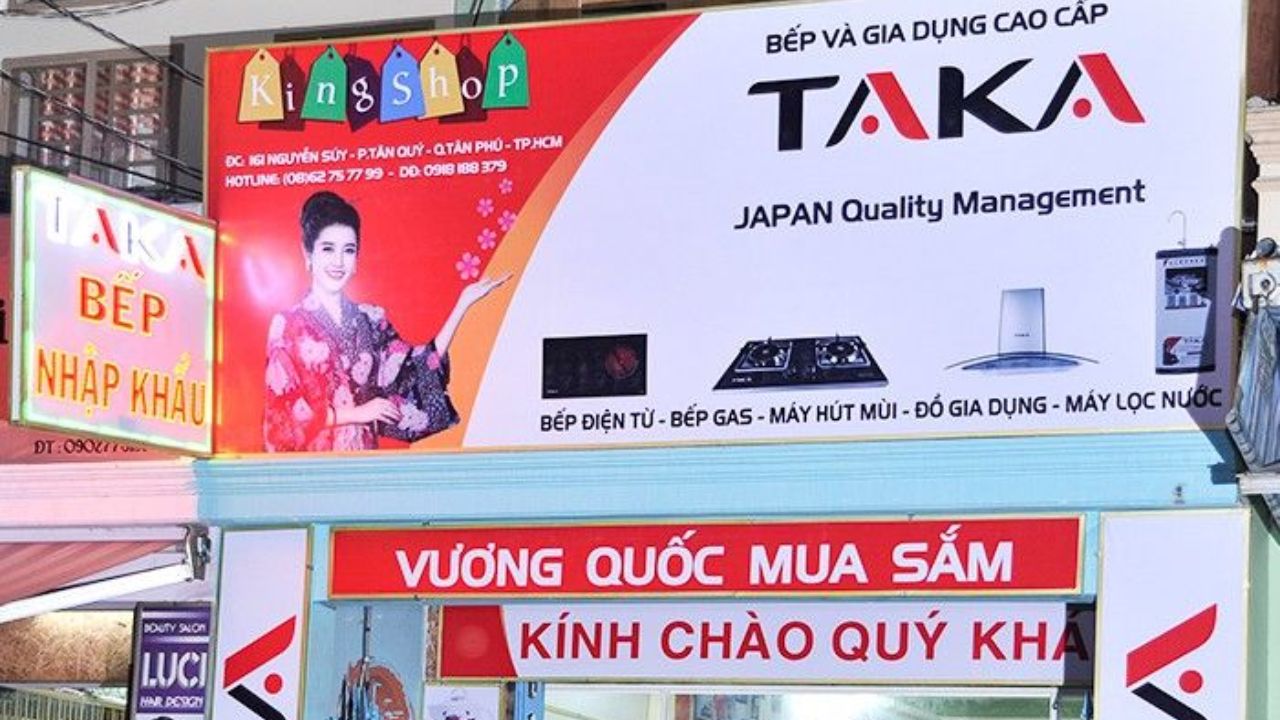 KingShop
ĐC: 161 NGUYỄN SÚY - P.TÂN QUÝ - Q.TÂN PHÚ - TP.HCM
HOTLINE: (08)62 75 77 99 - DĐ: 0918 188 379
BẾP VÀ GIA DỤNG CAO CẤP
TAKA
JAPAN Quality Management
BẾP ĐIỆN TỪ - BẾP GAS - MÁY HÚT MÙI - ĐỒ GIA DỤNG - MÁY LỌC NƯỚC
TAKA
BẾP
NHẬP KHẨU
VƯƠNG QUỐC MUA SẮM
KÍNH CHÀO QUÝ KHÁ
BEAUTY SALON
LUCI
HAIR DESIGN